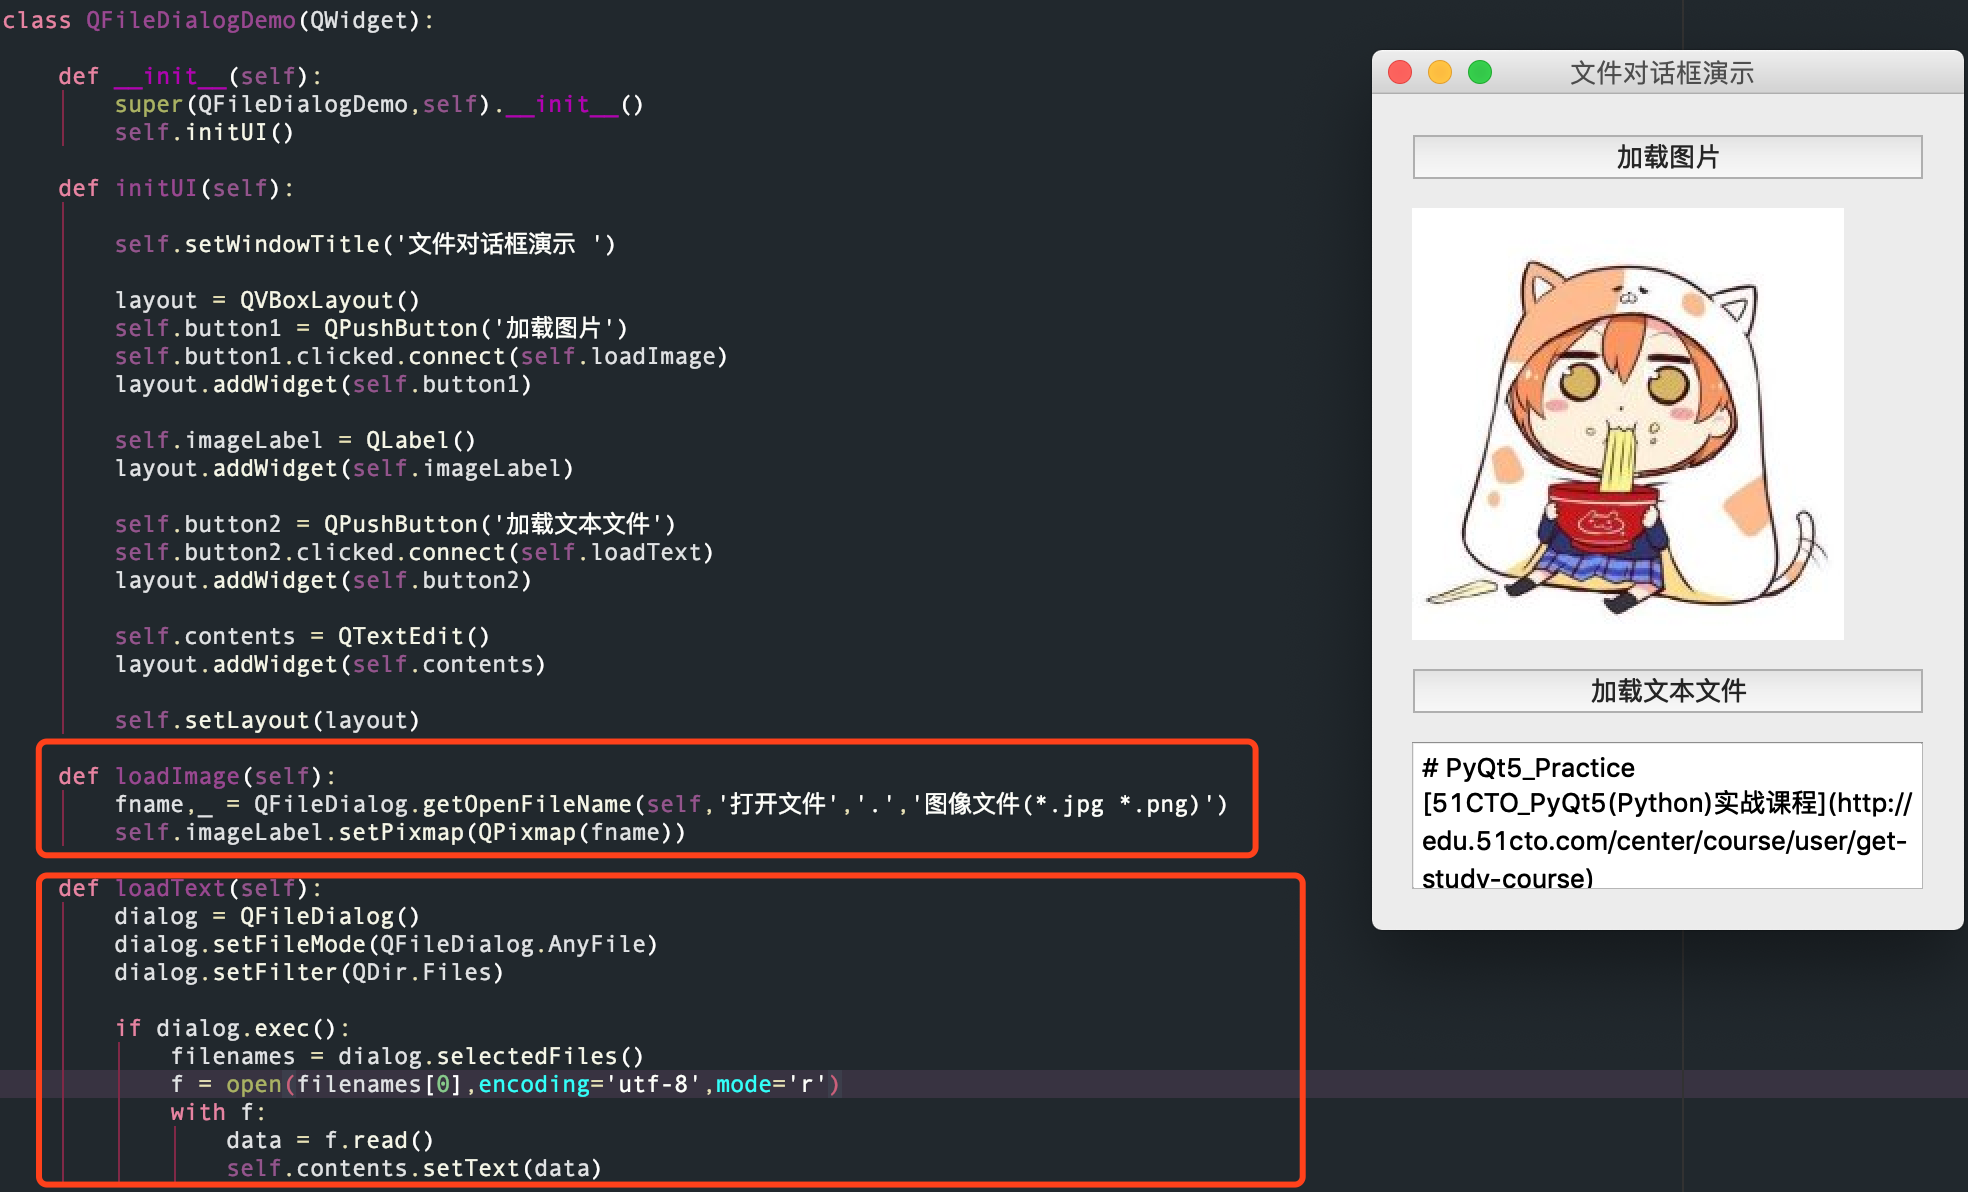 class QFileDialogDemo(QWidget):
def __init__(self):
super(QFileDialogDemo,self).__init__()
self.initUI()
def initUI(self):
self.setWindowTitle('文件对话框演示 ')
layout = QVBoxLayout()
self.button1 = QPushButton('加载图片')
self.button1.clicked.connect(self.loadImage)
layout.addWidget(self.button1)
self.imageLabel = QLabel()
layout.addWidget(self.imageLabel)
self.button2 = QPushButton('加载文本文件')
self.button2.clicked.connect(self.loadText)
layout.addWidget(self.button2)
self.contents = QTextEdit()
layout.addWidget(self.contents)
self.setLayout(layout)
def loadImage(self):
fname,_ = QFileDialog.getOpenFileName(self,'打开文件','.','图像文件(*.jpg *.png)')
self.imageLabel.setPixmap(QPixmap(fname))
def loadText(self):
dialog = QFileDialog()
dialog.setFileMode(QFileDialog.AnyFile)
dialog.setFilter(QDir.Files)
if dialog.exec():
filenames = dialog.selectedFiles()
f = open(filenames[0],encoding='utf-8',mode='r')
with f:
data = f.read()
self.contents.setText(data)
文件对话框演示
加载图片
加载文本文件
# PyQt5_Practice
[51CTO_PyQt5(Python)实战课程](http://
edu.51cto.com/center/course/user/get-
study-course)